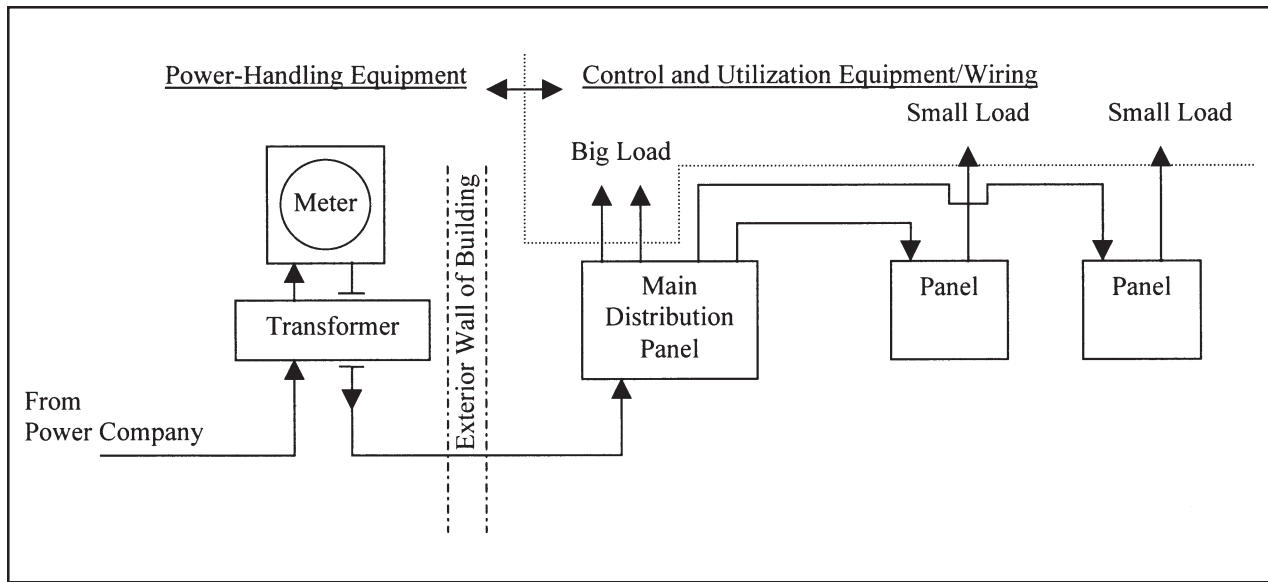 Power-Handling Equipment
Control and Utilization Equipment/Wiring
Small Load
Small Load
Big Load
Meter
Exterior Wall of Building
Transformer
Main
Distribution
Panel
Panel
Panel
From
Power Company